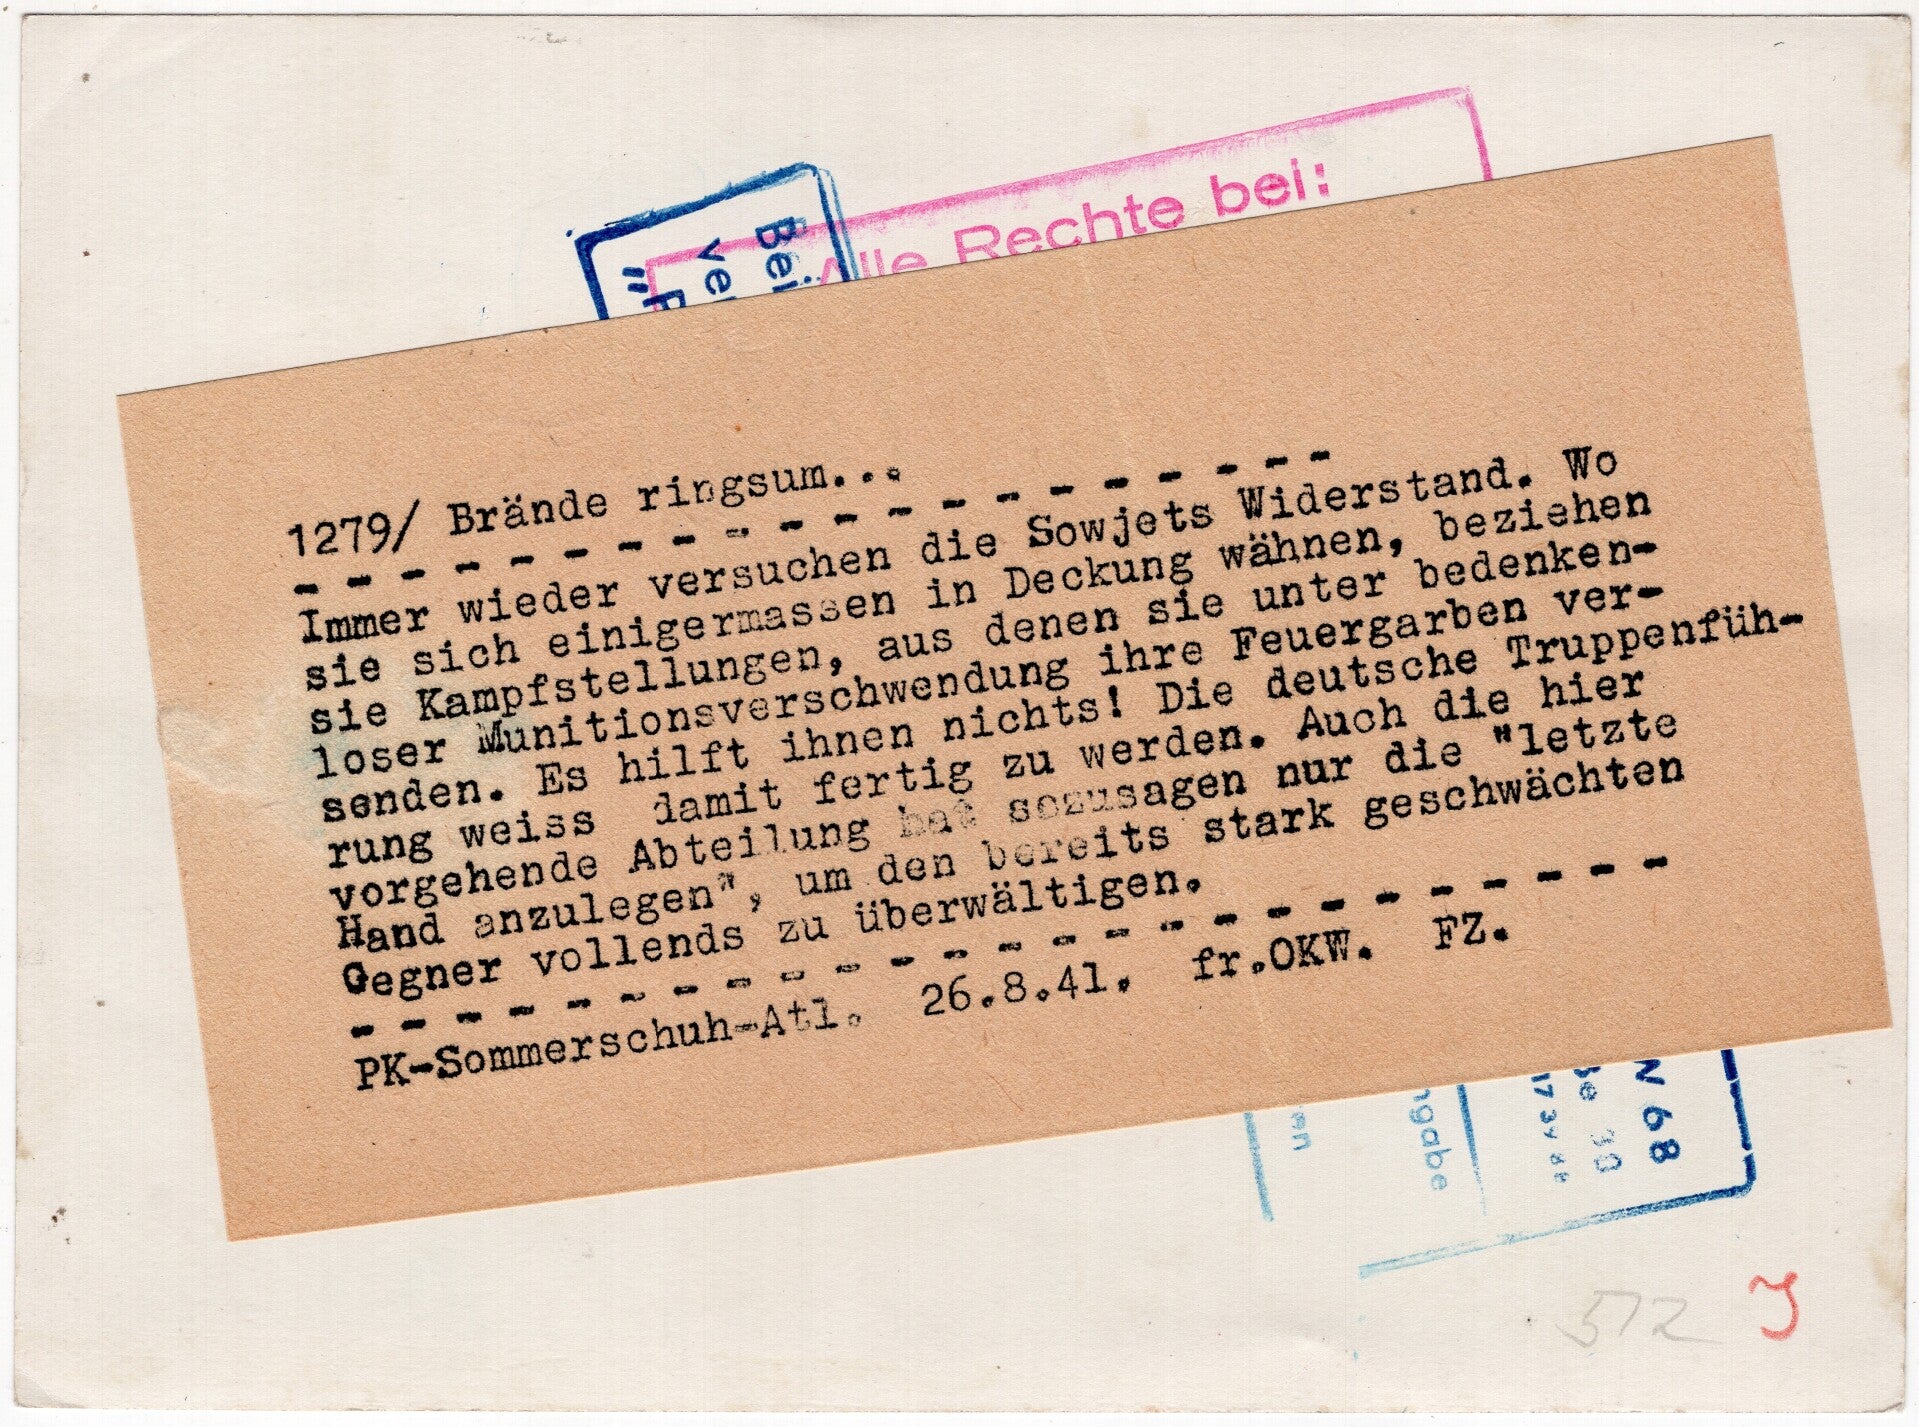 Alle Rechte bei:
Bei
1279/ Brände ringsum...
Immer wieder versuchen die Sowjets Widerstand. Wo
sie sich einigermassen in Deckung wähnen, beziehen
sie Kampfstellungen, aus denen sie unter bedenken-
loser Munitionsverschwendung ihre Feuergarben ver-
senden. Es hilft ihnen nichts! Die deutsche Truppenfüh-
rung weiss damit fertig zu werden. Auch die hier
vorgehende Abteilung hat sozusagen nur die "letzte
Hand anzulegen", um den bereits stark geschwächten
Gegner vollends zu überwältigen.
PK-Sommerschuh-Atl. 26.8.41. fr.OKW. FZ.
W 68
30
ngabe
572